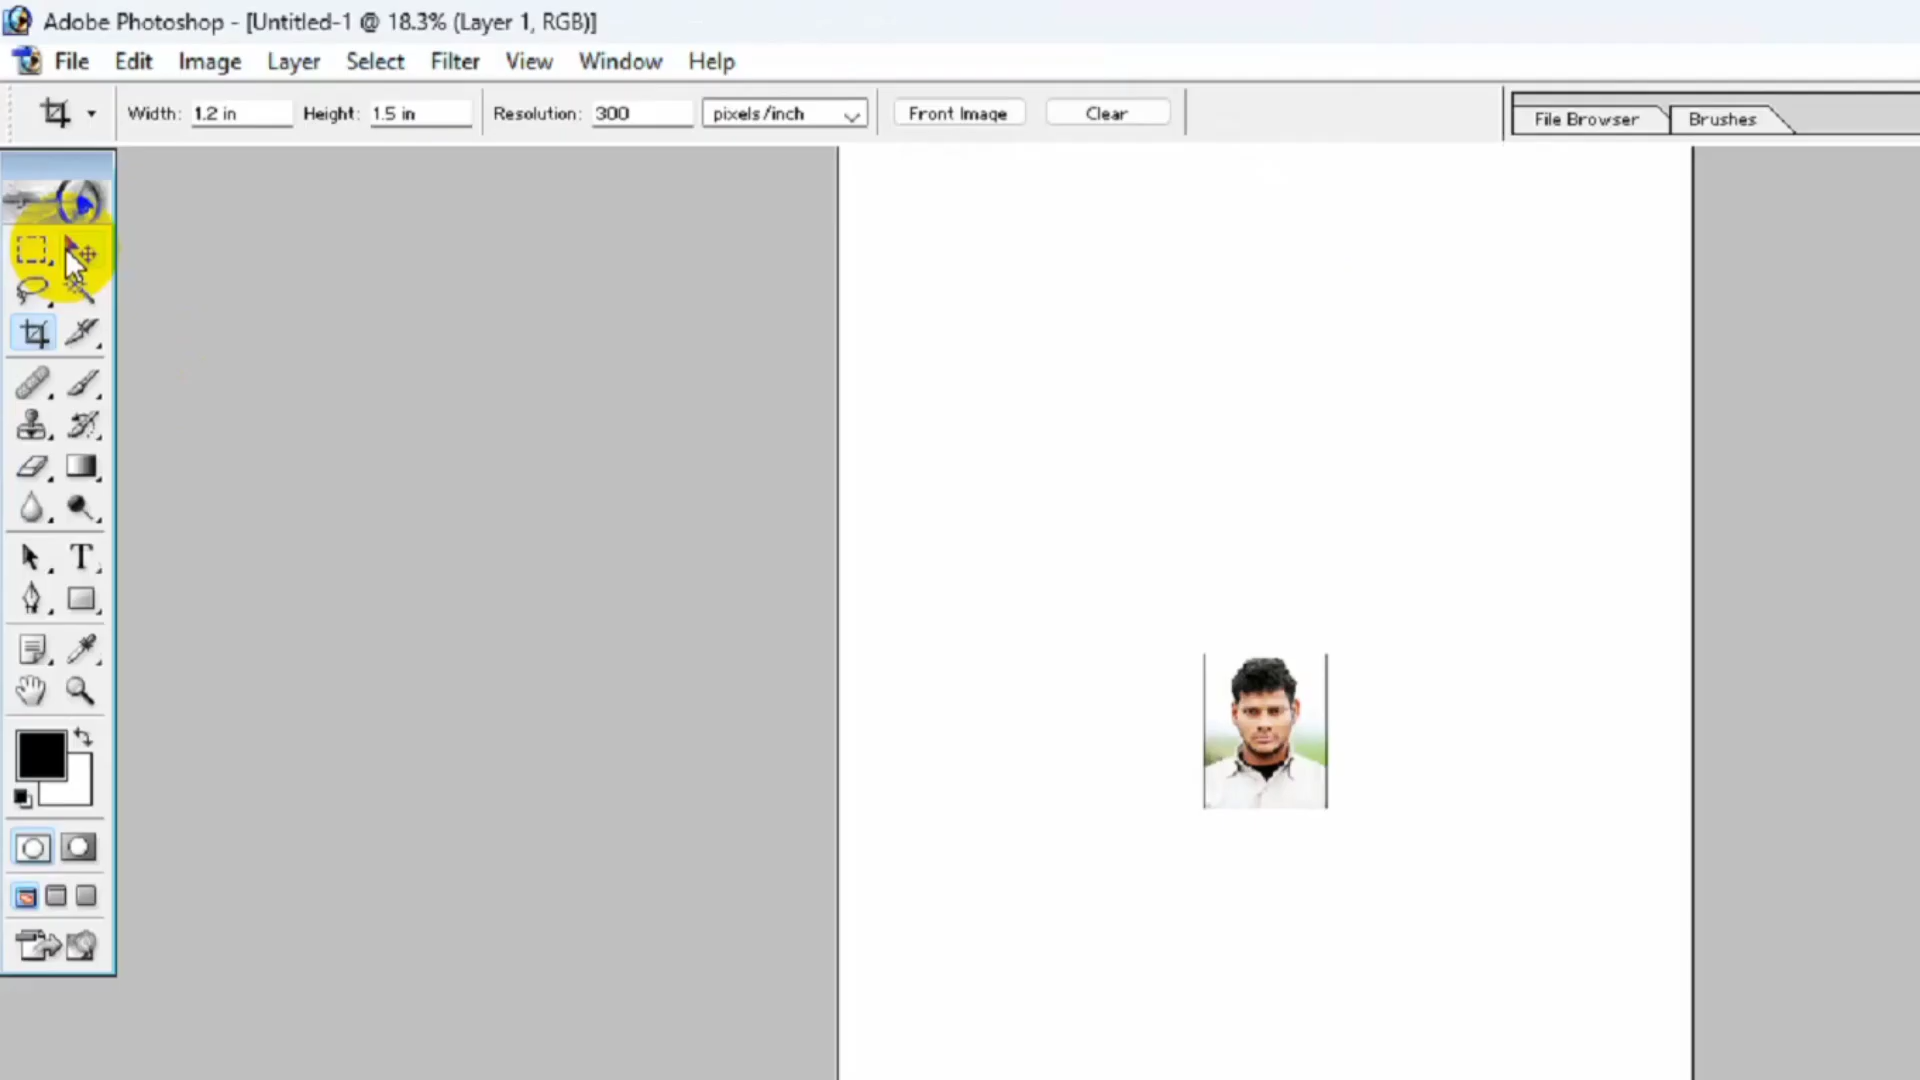 Adobe Photoshop - [Untitled-1 @ 18.3% (Layer 1, RGB)]
File Edit Image Layer Select Filter View Window Help
Width: 1.2 in Height: 1.5 in Resolution: 300 pixels/inch Front Image Clear File Browser Brushes
T